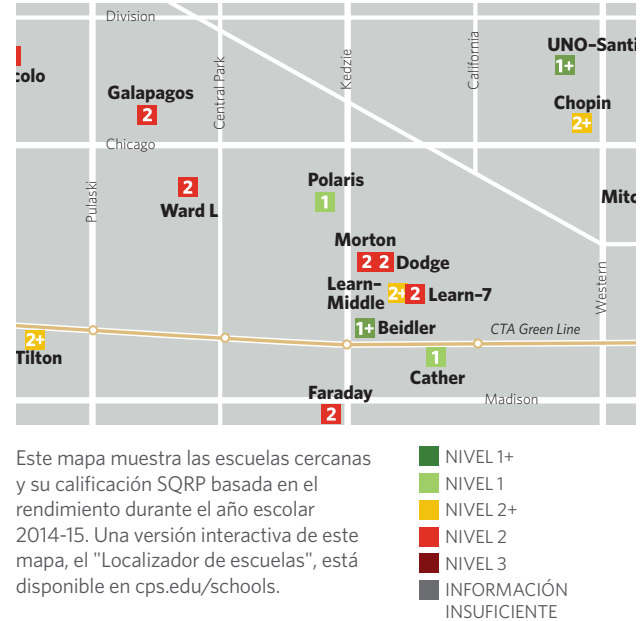 Division
UNO-Santi
1+
colo
Galapagos
2
Chopin
2+
Central Park
Kedzie
California
Chicago
Pulaski
2
Ward L
Polaris
1
Mitc
Morton
2 2 Dodge
Learn-
Middle
2+ 2 Learn-7
Western
1+ Beidler
CTA Green Line
2+
Tilton
1
Cather
Faraday
2
Madison
Este mapa muestra las escuelas cercanas
y su calificación SQRP basada en el
rendimiento durante el año escolar
2014-15. Una versión interactiva de este
mapa, el "Localizador de escuelas", está
disponible en cps.edu/schools.
NIVEL 1+
NIVEL 1
NIVEL 2+
NIVEL 2
NIVEL 3
INFORMACIÓN
INSUFICIENTE